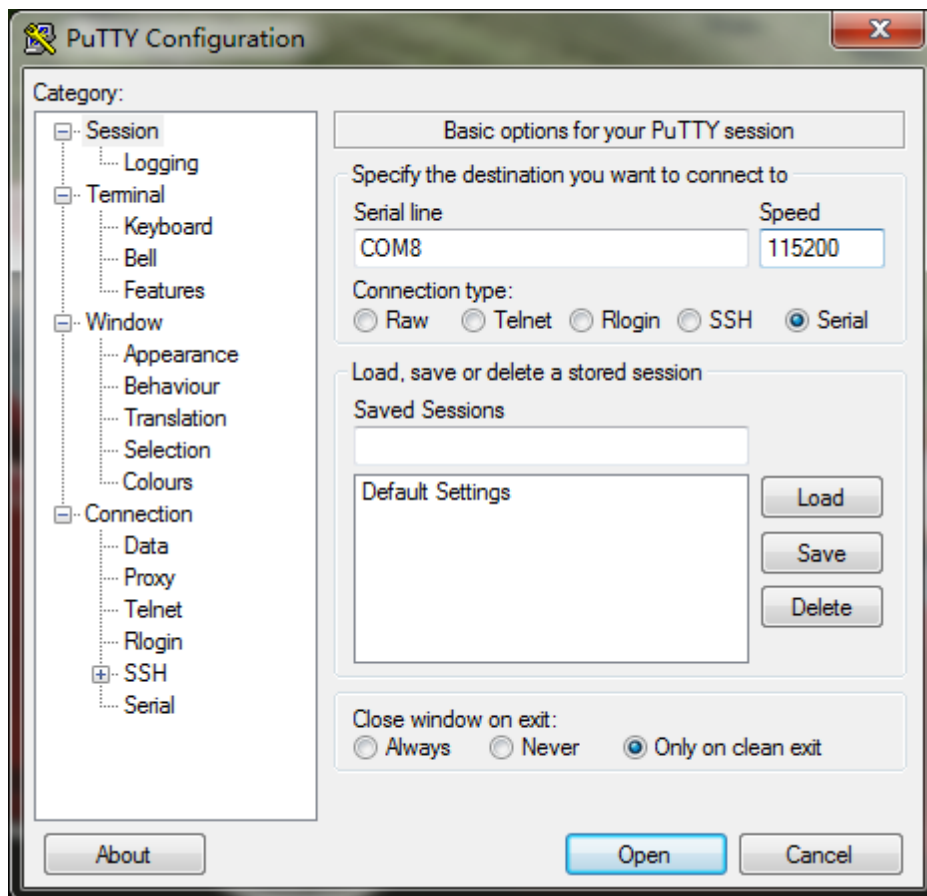 PuTTY Configuration
Category:
Session
Logging
Terminal
Keyboard
Bell
Features
Window
Appearance
Behaviour
Translation
Selection
Colours
Connection
Data
Proxy
Telnet
Rlogin
SSH
Serial
Basic options for your PuTTY session
Specify the destination you want to connect to
Serial line Speed
COM8 115200
Connection type:
Raw Telnet Rlogin SSH Serial
Load, save or delete a stored session
Saved Sessions
Default Settings
Load
Save
Delete
Close window on exit:
Always Never Only on clean exit
About Open Cancel